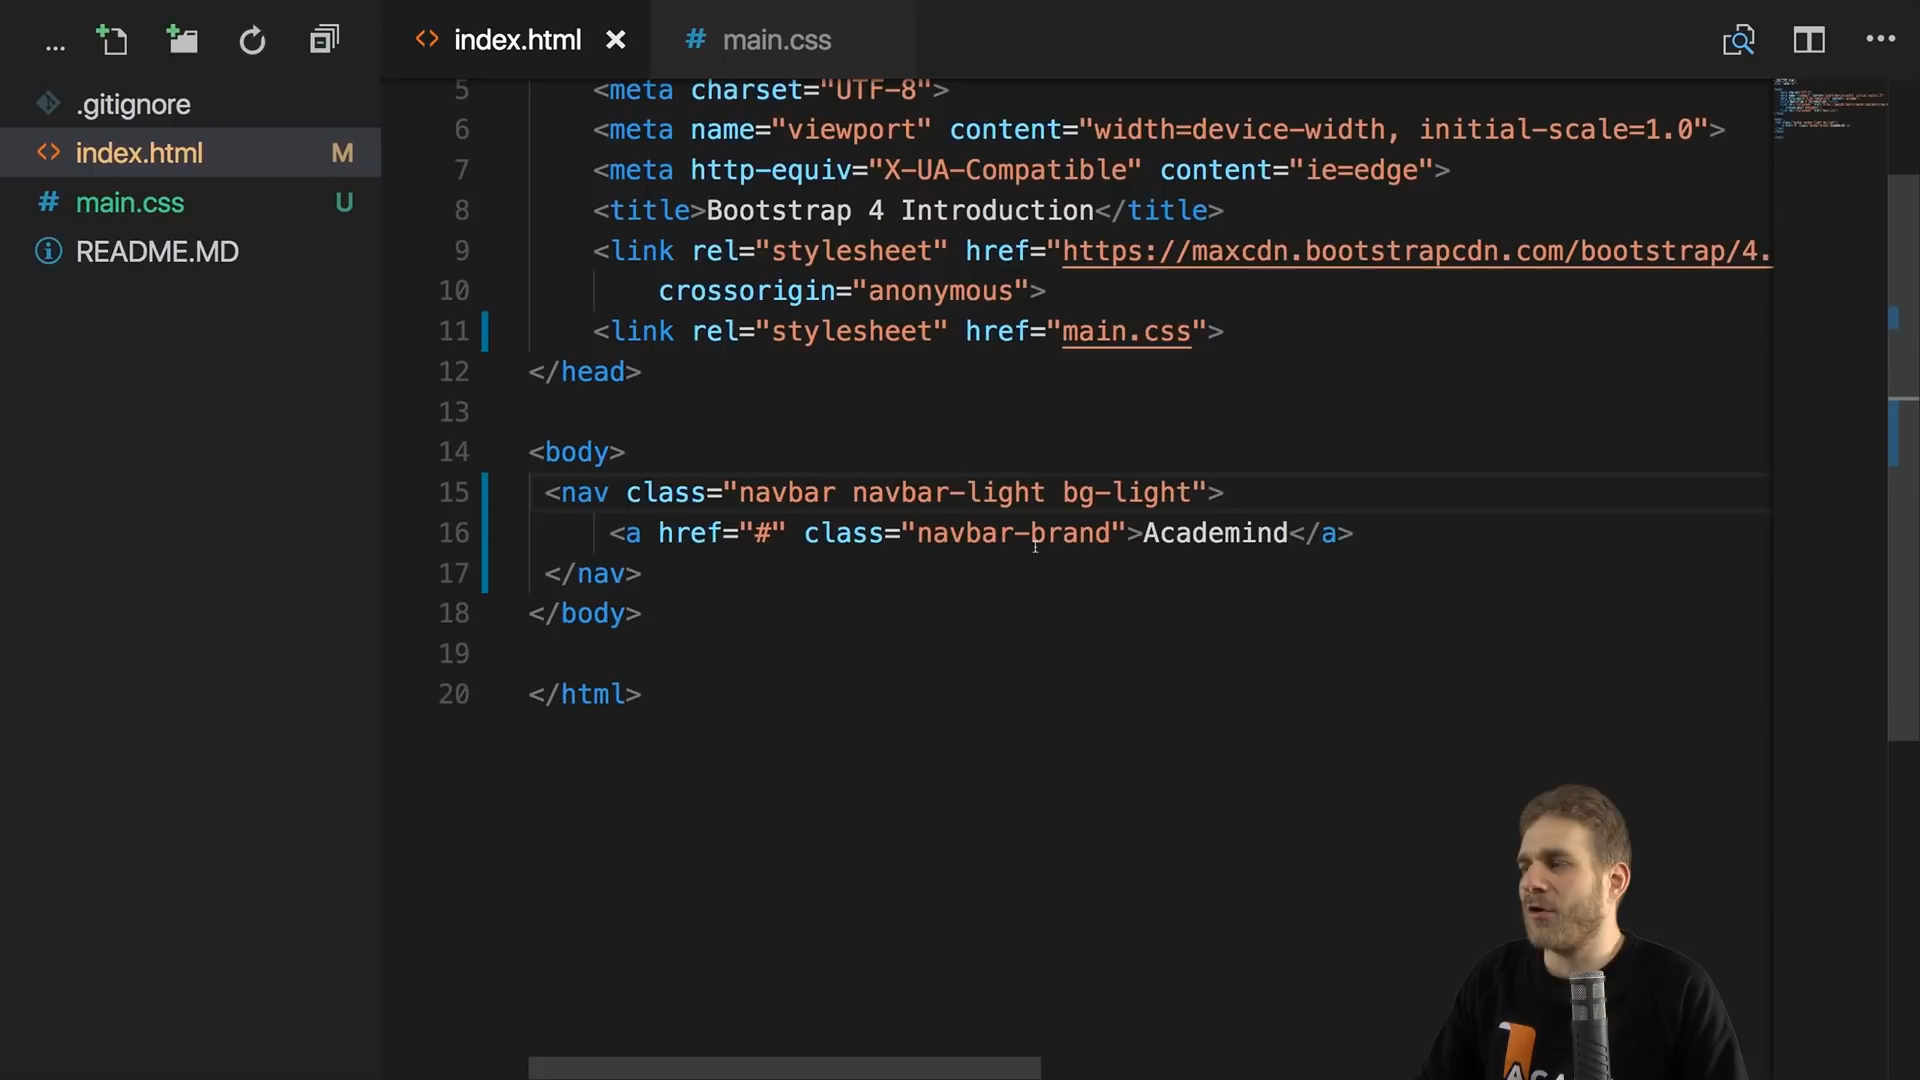 index.html
main.css
.gitignore
index.html M
main.css U
README.MD
5 <meta charset="UTF-8">
6 <meta name="viewport" content="width=device-width, initial-scale=1.0">
7 <meta http-equiv="X-UA-Compatible" content="ie=edge">
8 <title>Bootstrap 4 Introduction</title>
9 <link rel="stylesheet" href="https://maxcdn.bootstrapcdn.com/bootstrap/4.
10 crossorigin="anonymous">
11 <link rel="stylesheet" href="main.css">
12 </head>
13
14 <body>
15 <nav class="navbar navbar-light bg-light">
16 <a href="#" class="navbar-brand">Academind</a>
17 </nav>
18 </body>
19
20 </html>